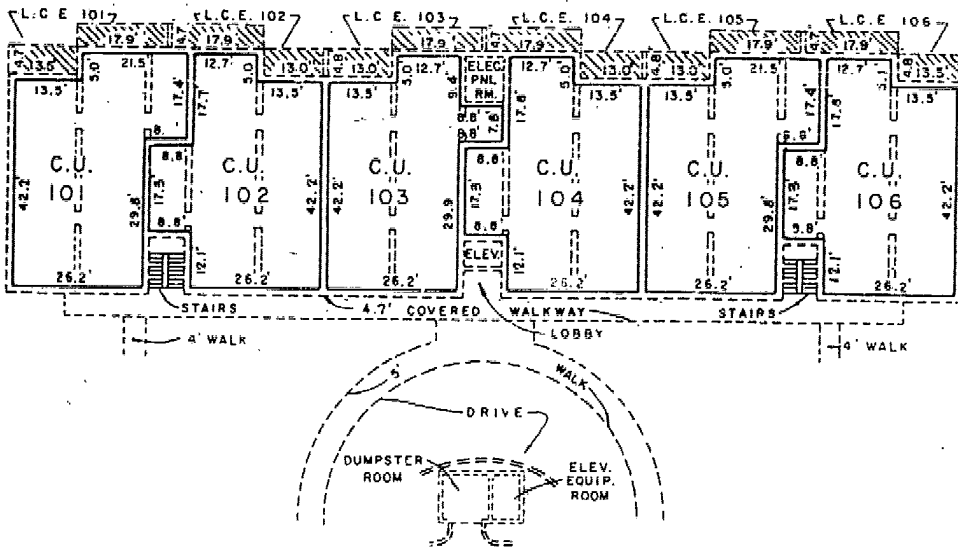 L.C.E. 101 L.C.E. 102 L.C.E. 103 L.C.E. 104 L.C.E. 105 L.C.E 106
17.9' 4.7 17.9' 17.9' 4.7 17.9' 17.9' 4.7 17.9'
4.7 13.5' 13.0' 4.8 13.0' 13.0' 4.8 13.0' 4.8 13.5'
5.0' 21.5' 12.7' 5.0' 12.7' 5.0' ELEC. PNL RM. 12.7' 5.0' 5.0' 21.5' 12.7' 5.1'
13.5' 17.4' 17.7' 13.5' 13.5' 9.4' 17.8' 13.5' 13.5' 17.4' 17.8' 13.5'
8.8' 7.8'
8. 8.8' 6.8'
8.8' 8.8' 8.8'
C.U. 101
C.U. 102
C.U. 103
C.U. 104
C.U. 105
C.U. 106
42.2' 29.8' 17.3' 42.2' 42.2' 29.9 17.3' 42.2' 42.2' 29.8' 17.3' 42.2'
8.8' 8.8' 9.8'
12.1' ELEV. 12.1' 12.1'
26.2' 26.2' 26.2' 26.2' 26.2' 26.2'
STAIRS 4.7' COVERED WALKWAY STAIRS
LOBBY
4' WALK 4' WALK
5' WALK
DRIVE
DUMPSTER
ROOM
ELEV.
EQUIP.
ROOM